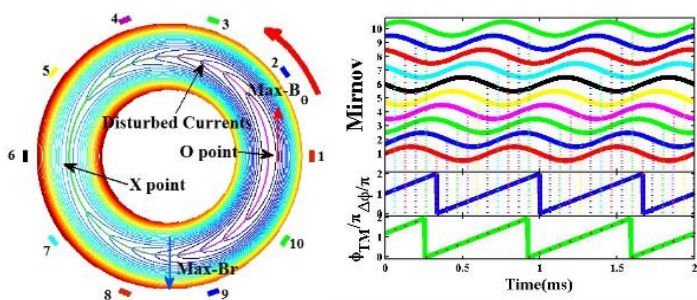 4
3
5
2
Max-Bθ
Disturbed Currents
6
O point
1
X point
7
10
Max-Br
8
9
Mirnov
10
9
8
7
6
5
4
3
2
1
Δϕ/π
2
1
0
ϕTM/π
2
1
0
0 0.5 1 1.5 2
Time(ms)